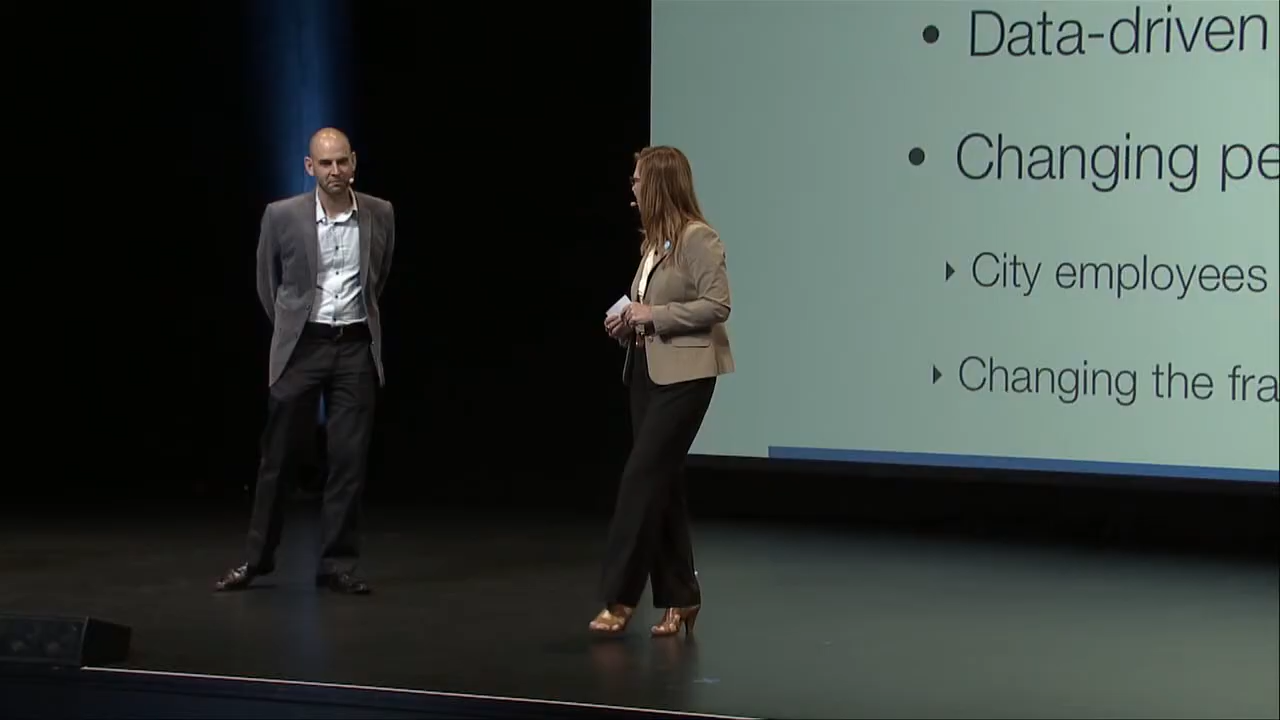 • Data-driven
• Changing pe
‣ City employees
‣ Changing the fra